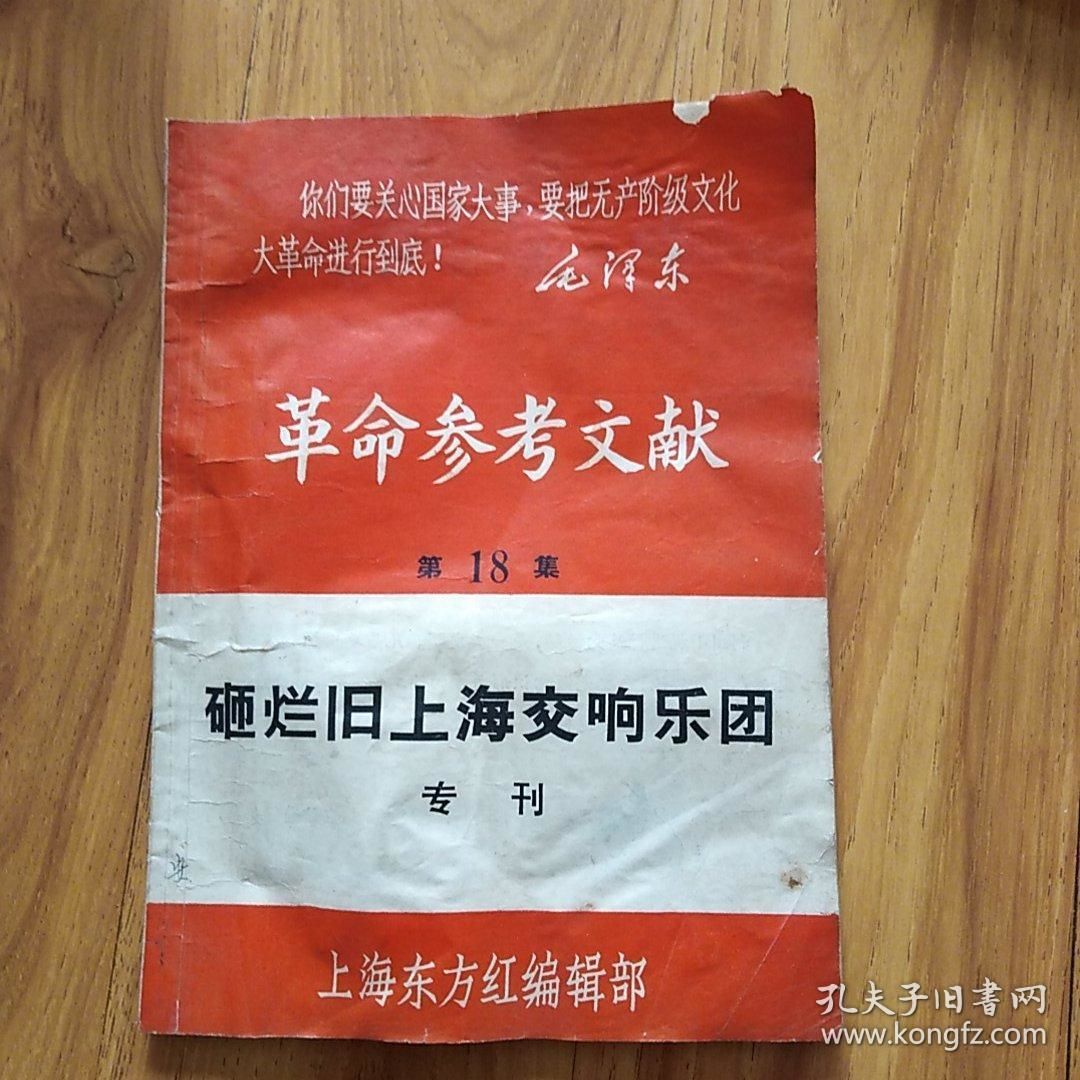 你们要关心国家大事，要把无产阶级文化
大革命进行到底！
毛泽东
革命参考文献
第 18 集
砸烂旧上海交响乐团
专 刊
上海东方红编辑部
孔夫子旧書网
www.kongfz.com